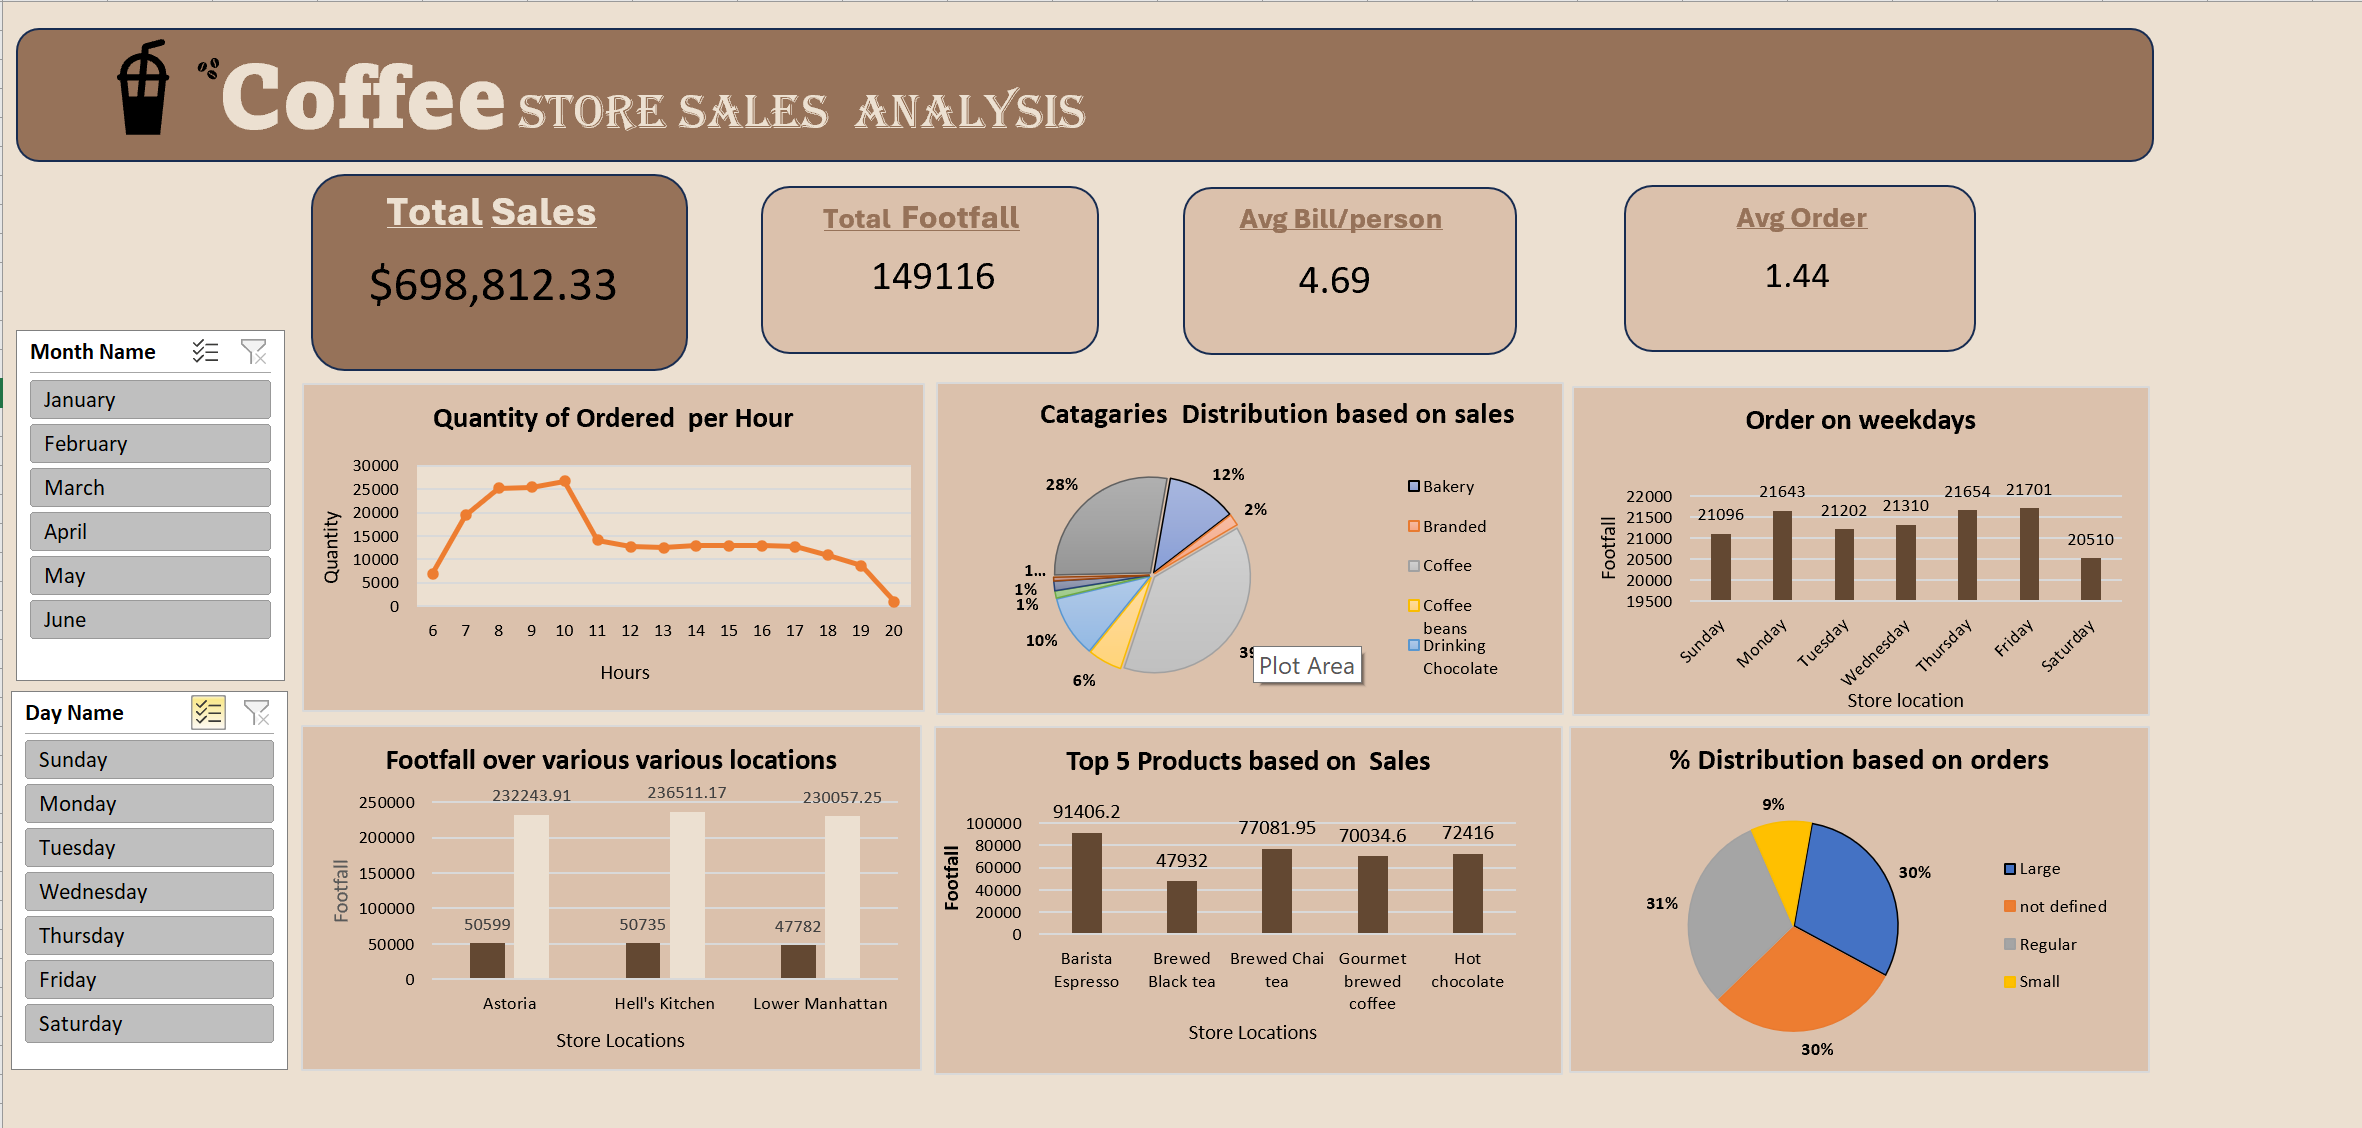 Coffee STORE SALES ANALYSIS
Total Sales
$698,812.33
Total Footfall
149116
Avg Bill/person
4.69
Avg Order
1.44
Month Name
January
February
March
April
May
June
Day Name
Sunday
Monday
Tuesday
Wednesday
Thursday
Friday
Saturday
Quantity of Ordered per Hour
30000
25000
20000
15000
10000
5000
0
Quantity
6 7 8 9 10 11 12 13 14 15 16 17 18 19 20
Hours
Catagaries Distribution based on sales
28%
12%
2%
1...
1%
1%
10%
6%
39
Plot Area
Bakery
Branded
Coffee
Coffee
beans
Drinking
Chocolate
Order on weekdays
22000
21500
21000
20500
20000
19500
Footfall
21096 21643 21202 21310 21654 21701 20510
Sunday Monday Tuesday Wednesday Thursday Friday Saturday
Store location
Footfall over various various locations
250000
200000
150000
100000
50000
0
Footfall
232243.91 236511.17 230057.25
50599 50735 47782
Astoria Hell's Kitchen Lower Manhattan
Store Locations
Top 5 Products based on Sales
100000
80000
60000
40000
20000
0
Footfall
91406.2 47932 77081.95 70034.6 72416
Barista
Espresso
Brewed
Black tea
Brewed Chai
tea
Gourmet
brewed
coffee
Hot
chocolate
Store Locations
% Distribution based on orders
9%
30%
31%
30%
Large
not defined
Regular
Small